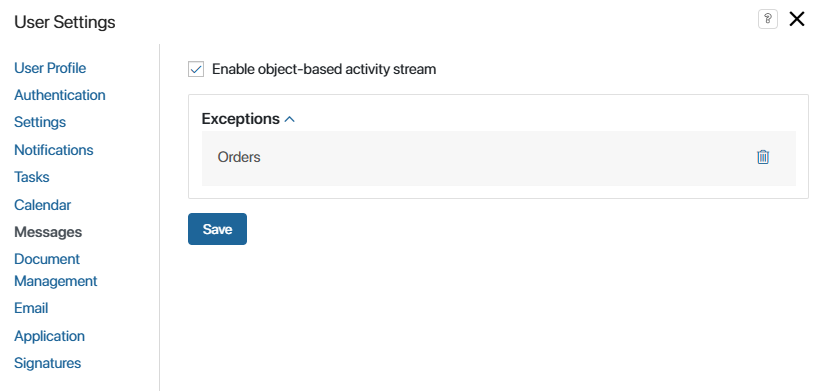 User Settings
?
User Profile
Authentication
Settings
Notifications
Tasks
Calendar
Messages
Document
Management
Email
Application
Signatures
Enable object-based activity stream
Exceptions
Orders
Save